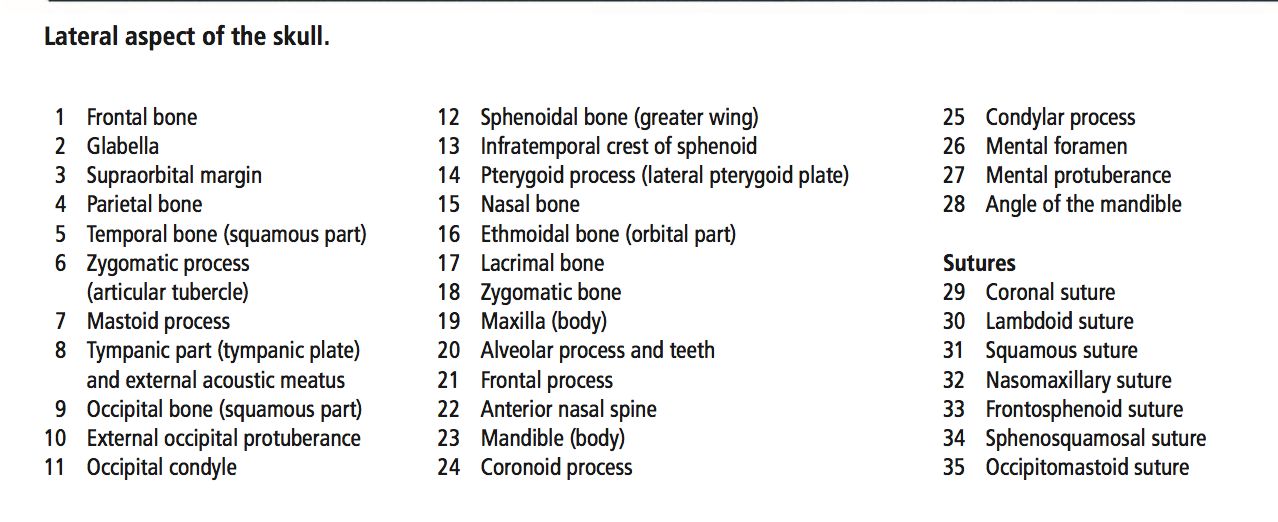 Lateral aspect of the skull.
1 Frontal bone
2 Glabella
3 Supraorbital margin
4 Parietal bone
5 Temporal bone (squamous part)
6 Zygomatic process
(articular tubercle)
7 Mastoid process
8 Tympanic part (tympanic plate)
and external acoustic meatus
9 Occipital bone (squamous part)
10 External occipital protuberance
11 Occipital condyle
12 Sphenoidal bone (greater wing)
13 Infratemporal crest of sphenoid
14 Pterygoid process (lateral pterygoid plate)
15 Nasal bone
16 Ethmoidal bone (orbital part)
17 Lacrimal bone
18 Zygomatic bone
19 Maxilla (body)
20 Alveolar process and teeth
21 Frontal process
22 Anterior nasal spine
23 Mandible (body)
24 Coronoid process
25 Condylar process
26 Mental foramen
27 Mental protuberance
28 Angle of the mandible
Sutures
29 Coronal suture
30 Lambdoid suture
31 Squamous suture
32 Nasomaxillary suture
33 Frontosphenoid suture
34 Sphenosquamosal suture
35 Occipitomastoid suture